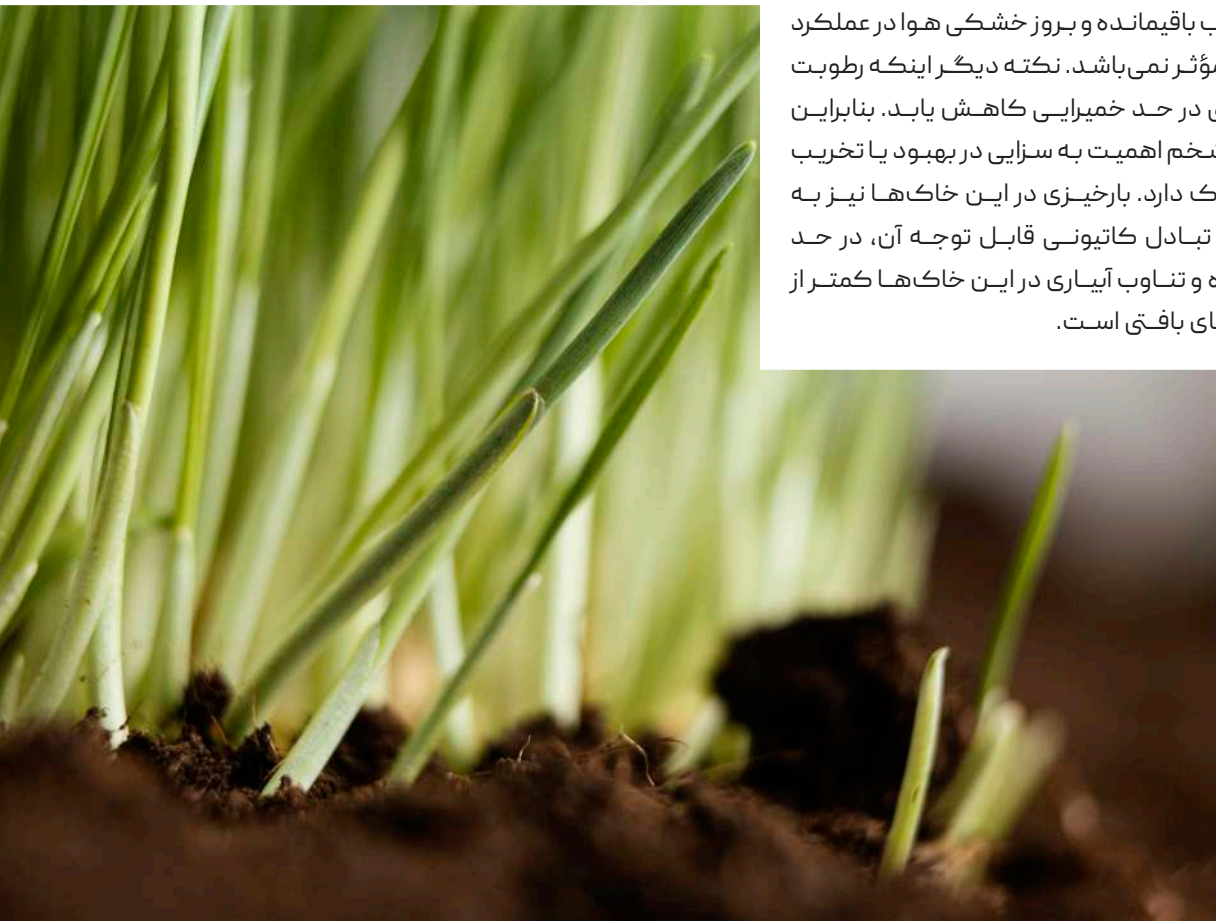 باقیمانده و بروز خشکی هوا در عملکرد
مؤثر نمی‌باشد. نکته دیگر اینکه رطوبت
در حد خمیرایی کاهش یابد. بنابراین
اهمیت به سزایی در بهبود یا تخریب
دارد. بارخیزی در این خاک‌ها نیز به
تبادل کاتیونی قابل توجه آن، در حد
و تناوب آبیاری در این خاک‌ها کمتر از
بافتی است.